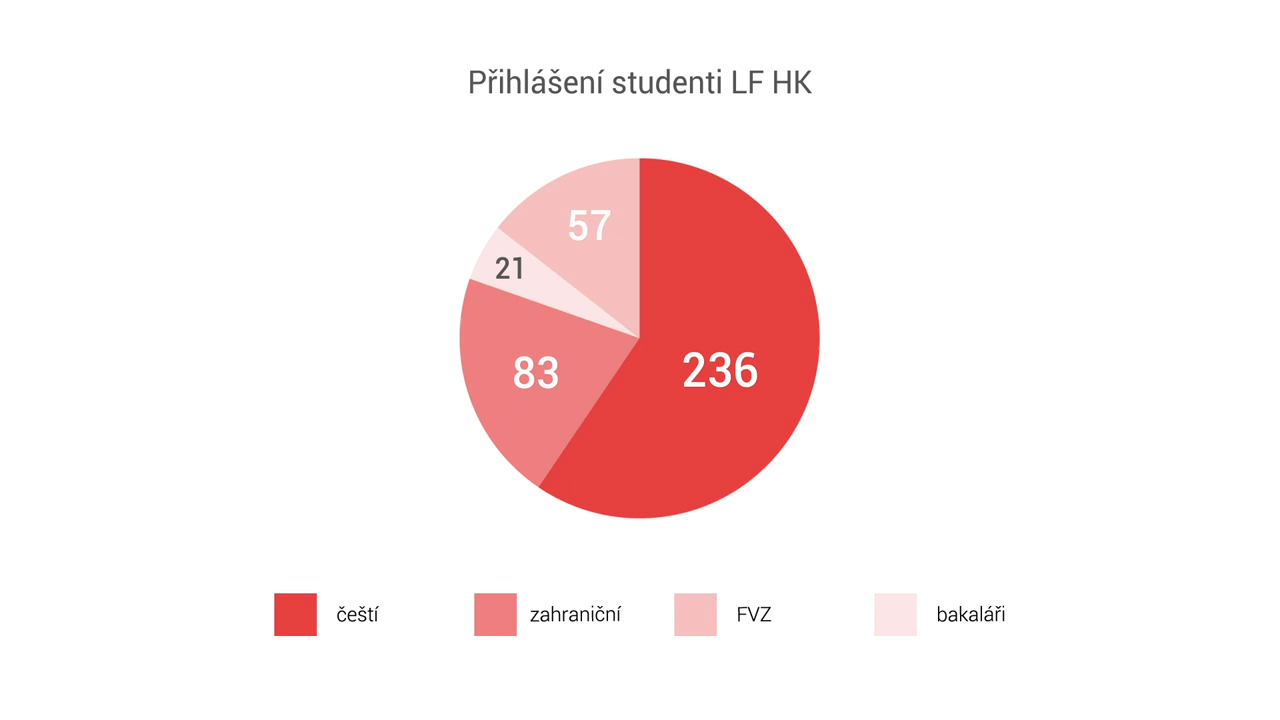 Přihlášení studenti LF HK
57
21
83
236
čeští
zahraniční
FVZ
bakaláři